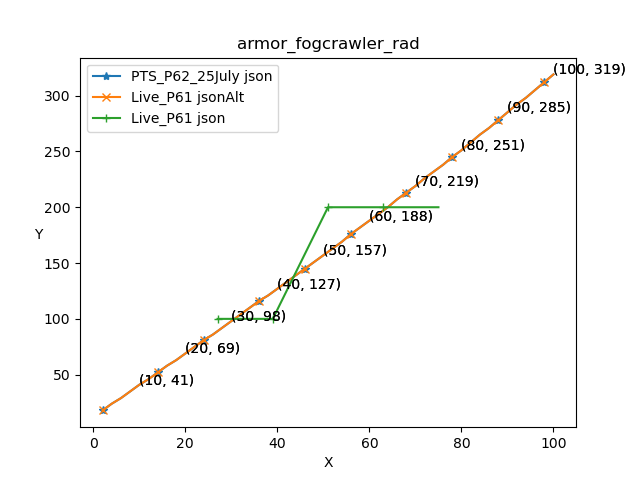 armor_fogcrawler_rad
PTS_P62_25July json
Live_P61 jsonAlt
Live_P61 json
(100, 319)
(90, 285)
(80, 251)
(70, 219)
(60, 188)
(50, 157)
(40, 127)
(30, 98)
(20, 69)
(10, 41)
300
250
200
150
100
50
Y
0 20 40 60 80 100
X